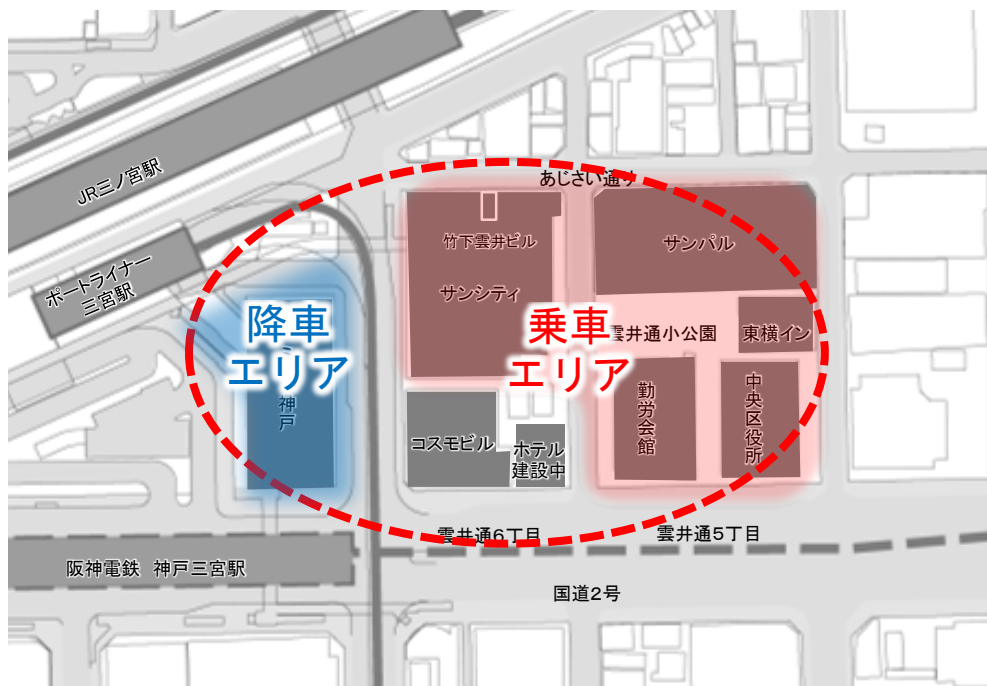 あじさい通り
JR三ノ宮駅
竹下雲井ビル
サンパル
ポートライナー
三宮駅
サンシティ
降車
エリア
神戸
乗車
エリア
雲井通小公園
東横イン
勤労会館
中央区役所
コスモビル
ホテル
建設中
雲井通6丁目
雲井通5丁目
阪神電鉄 神戸三宮駅
国道2号